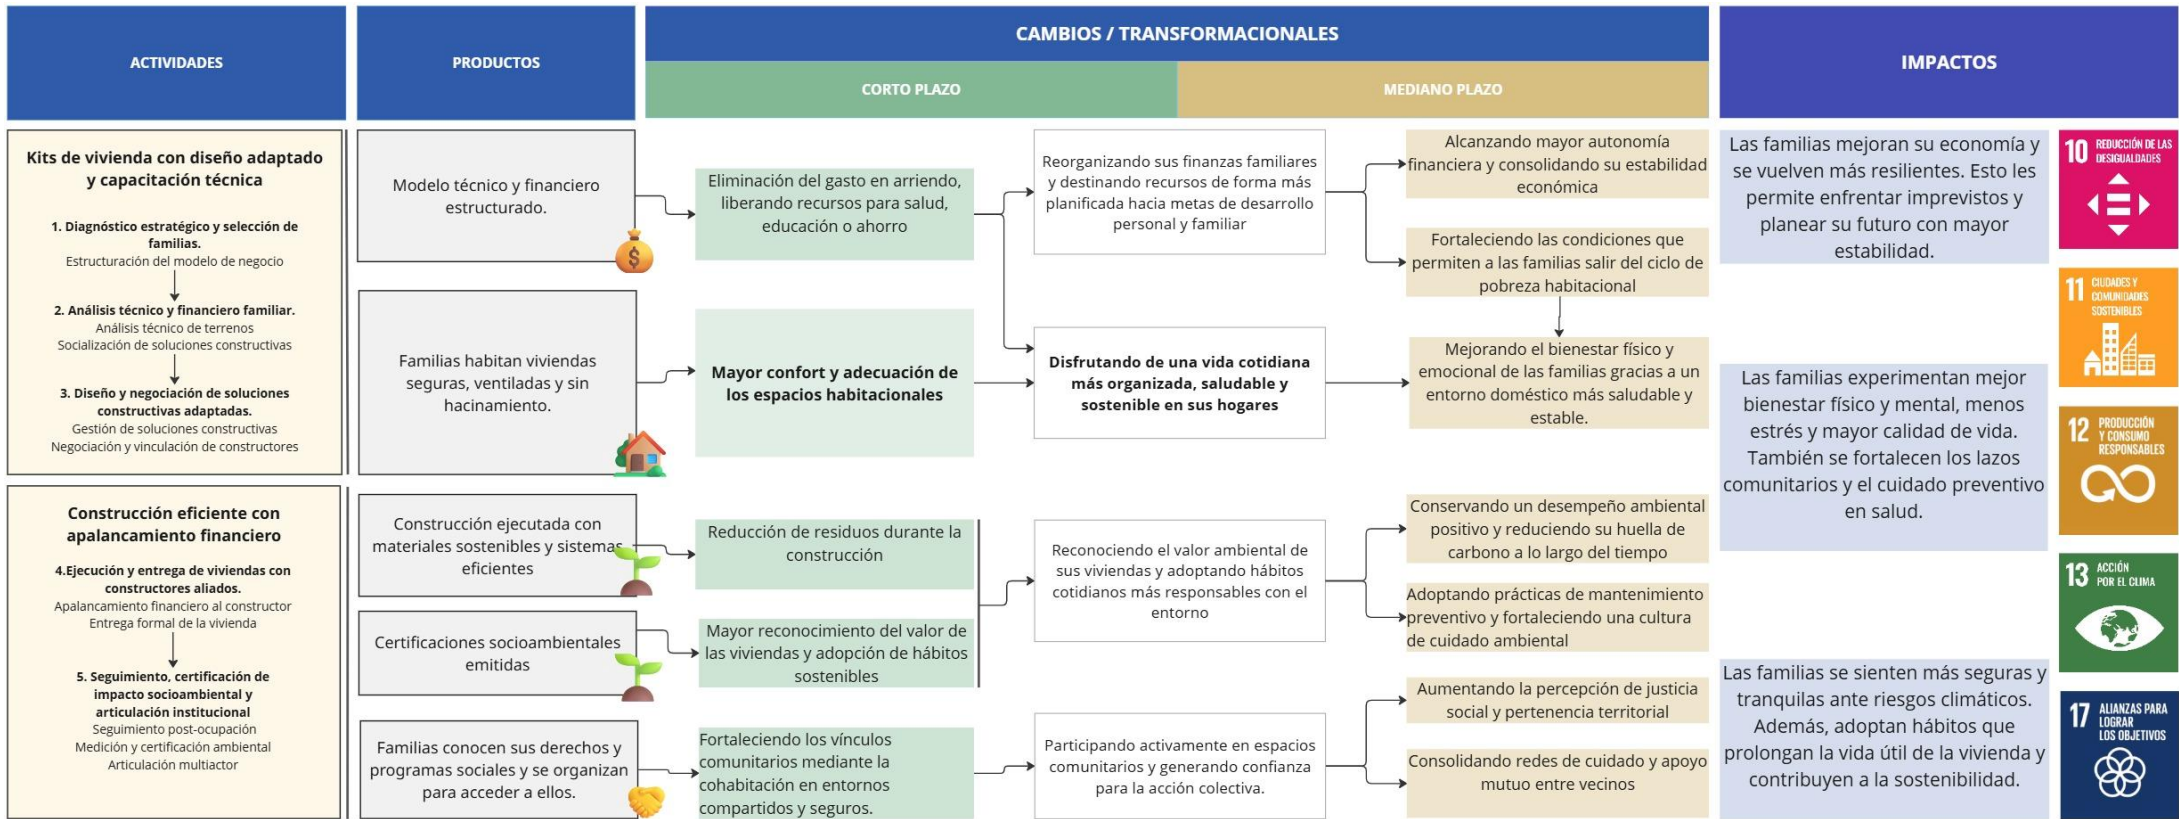 ACTIVIDADES
PRODUCTOS
CAMBIOS / TRANSFORMACIONALES
CORTO PLAZO
MEDIANO PLAZO
IMPACTOS
Kits de vivienda con diseño adaptado
y capacitación técnica
1. Diagnóstico estratégico y selección de
familias.
Estructuración del modelo de negocio
2. Análisis técnico y financiero familiar.
Análisis técnico de terrenos
Socialización de soluciones constructivas
3. Diseño y negociación de soluciones
constructivas adaptadas.
Gestión de soluciones constructivas
Negociación y vinculación de constructores
Construcción eficiente con
apalancamiento financiero
4.Ejecución y entrega de viviendas con
constructores aliados.
Apalancamiento financiero al constructor
Entrega formal de la vivienda
5. Seguimiento, certificación de
impacto socioambiental y
articulación institucional
Seguimiento post-ocupación
Medición y certificación ambiental
Articulación multiactor
Modelo técnico y financiero
estructurado.
Familias habitan viviendas
seguras, ventiladas y sin
hacinamiento.
Construcción ejecutada con
materiales sostenibles y sistemas
eficientes
Certificaciones socioambientales
emitidas
Familias conocen sus derechos y
programas sociales y se organizan
para acceder a ellos.
Eliminación del gasto en arriendo,
liberando recursos para salud,
educación o ahorro
Mayor confort y adecuación de
los espacios habitacionales
Reducción de residuos durante la
construcción
Mayor reconocimiento del valor de
las viviendas y adopción de hábitos
sostenibles
Fortaleciendo los vínculos
comunitarios mediante la
cohabitación en entornos
compartidos y seguros.
Reorganizando sus finanzas familiares
y destinando recursos de forma más
planificada hacia metas de desarrollo
personal y familiar
Disfrutando de una vida cotidiana
más organizada, saludable y
sostenible en sus hogares
Reconociendo el valor ambiental de
sus viviendas y adoptando hábitos
cotidianos más responsables con el
entorno
Participando activamente en espacios
comunitarios y generando confianza
para la acción colectiva.
Alcanzando mayor autonomía
financiera y consolidando su estabilidad
económica
Fortaleciendo las condiciones que
permiten a las familias salir del ciclo de
pobreza habitacional
Mejorando el bienestar físico y
emocional de las familias gracias a un
entorno doméstico más saludable y
estable.
Conservando un desempeño ambiental
positivo y reduciendo su huella de
carbono a lo largo del tiempo
Adoptando prácticas de mantenimiento
preventivo y fortaleciendo una cultura
de cuidado ambiental
Aumentando la percepción de justicia
social y pertenencia territorial
Consolidando redes de cuidado y apoyo
mutuo entre vecinos
Las familias mejoran su economía y
se vuelven más resilientes. Esto les
permite enfrentar imprevistos y
planear su futuro con mayor
estabilidad.
Las familias experimentan mejor
bienestar físico y mental, menos
estrés y mayor calidad de vida.
También se fortalecen los lazos
comunitarios y el cuidado preventivo
en salud.
Las familias se sienten más seguras y
tranquilas ante riesgos climáticos.
Además, adoptan hábitos que
prolongan la vida útil de la vivienda y
contribuyen a la sostenibilidad.
10 REDUCCIÓN DE LAS
DESIGUALDADES
11 CIUDADES Y
COMUNIDADES
SOSTENIBLES
12 PRODUCCIÓN
Y CONSUMO
RESPONSABLES
13 ACCIÓN
POR EL CLIMA
17 ALIANZAS PARA
LOGRAR
LOS OBJETIVOS